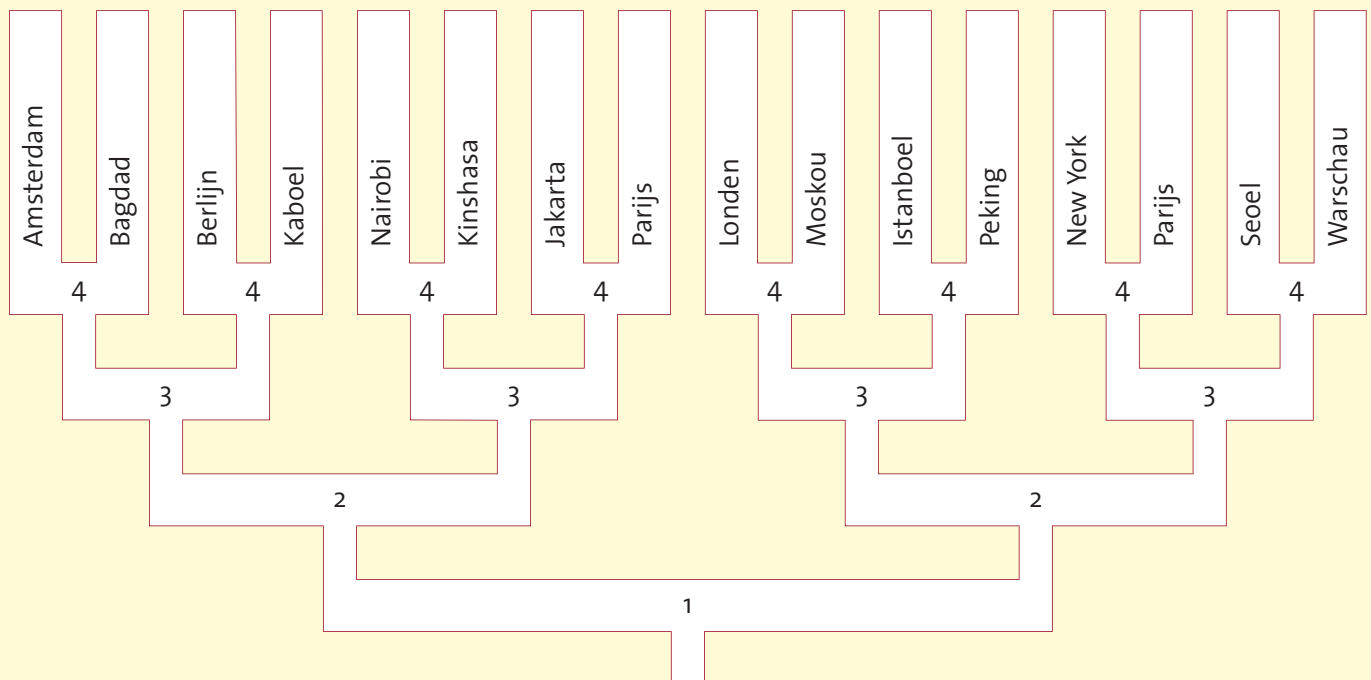 Amsterdam
Bagdad
Berlijn
Kaboel
Nairobi
Kinshasa
Jakarta
Parijs
Londen
Moskou
Istanboel
Peking
New York
Parijs
Seoel
Warschau
4 4 4 4 4 4 4 4
3 3 3 3
2 2
1